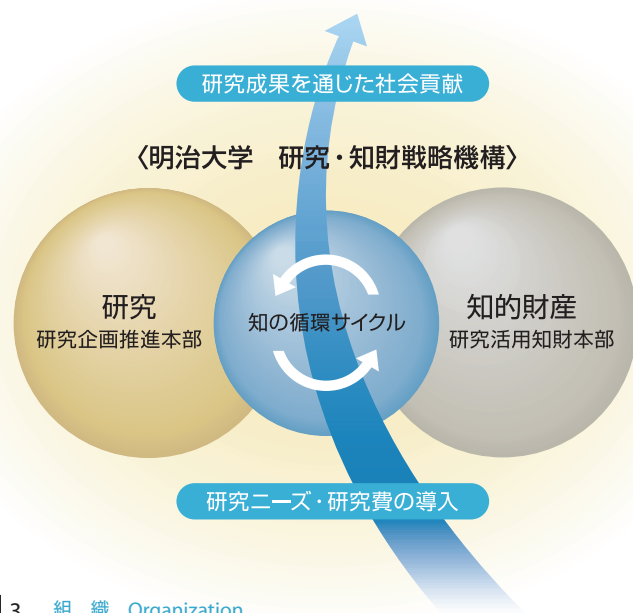 研究成果を通じた社会貢献
〈明治大学　研究・知財戦略機構〉
研究
研究企画推進本部
知の循環サイクル
知的財産
研究活用知財本部
研究ニーズ・研究費の導入
3　組　織　Organization